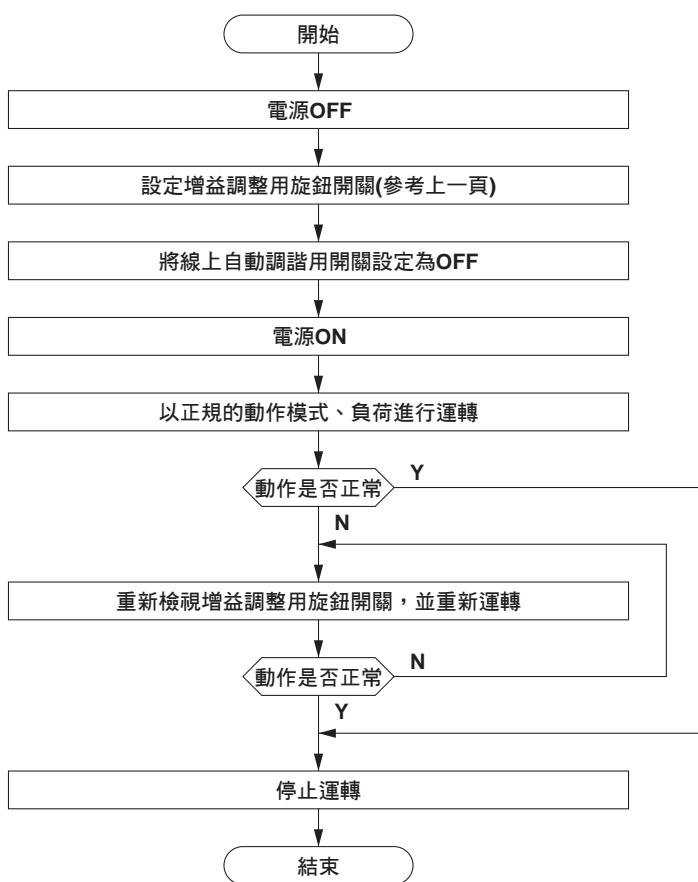 開始
電源OFF
設定增益調整用旋鈕開關(參考上一頁)
將線上自動調諧用開關設定為OFF
電源ON
以正規的動作模式、負荷進行運轉
動作是否正常
Y
N
重新檢視增益調整用旋鈕開關，並重新運轉
動作是否正常
N
Y
停止運轉
結束